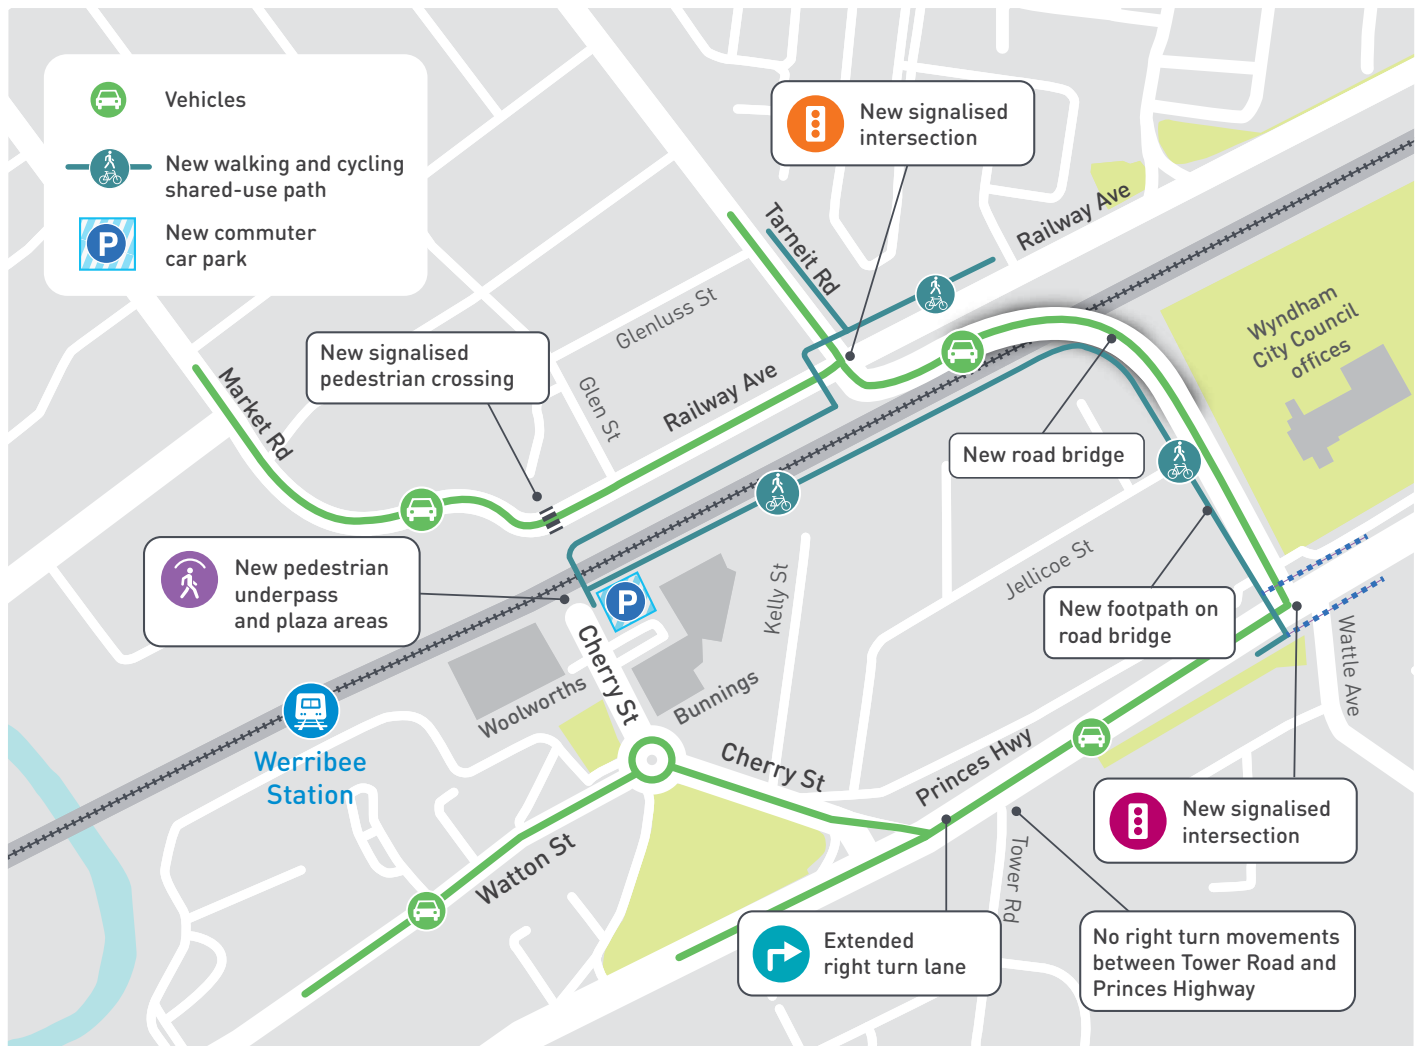 Vehicles
New walking and cycling
shared-use path
P
New commuter
car park
New signalised
intersection
Railway Ave
Tarneit Rd
Wyndham
City Council
offices
Glenluss St
New signalised
pedestrian crossing
Market Rd
Glen St
Railway Ave
New road bridge
New pedestrian
underpass
and plaza areas
P
Kelly St
Jellicoe St
New footpath on
road bridge
Wattle Ave
Cherry St
Woolworths
Bunnings
Werribee
Station
Cherry St
Princes Hwy
New signalised
intersection
Watton St
Tower Rd
Extended
right turn lane
No right turn movements
between Tower Road and
Princes Highway